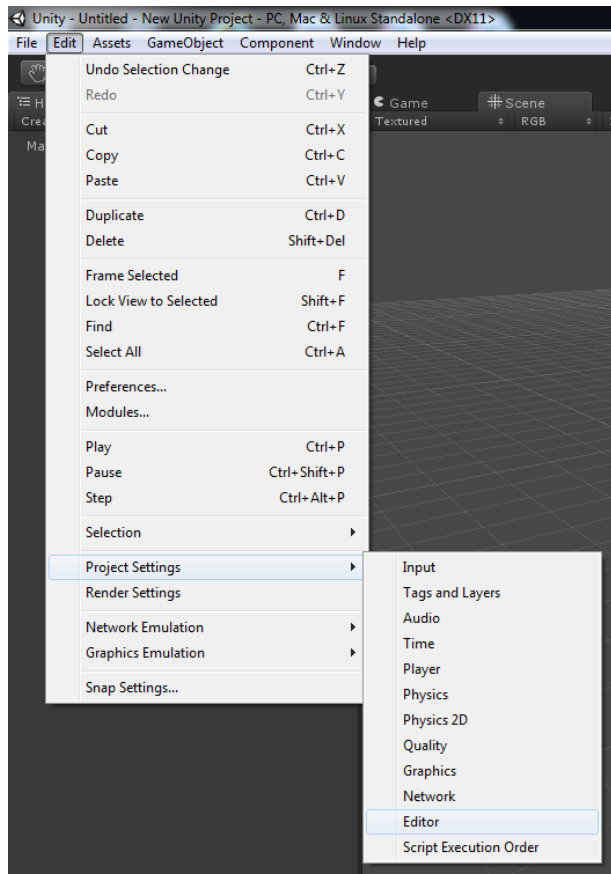 Unity - Untitled - New Unity Project - PC, Mac & Linux Standalone <DX11>
File Edit Assets GameObject Component Window Help
Undo Selection Change Ctrl+Z
Redo Ctrl+Y
Cut Ctrl+X
Copy Ctrl+C
Paste Ctrl+V
Duplicate Ctrl+D
Delete Shift+Del
Frame Selected F
Lock View to Selected Shift+F
Find Ctrl+F
Select All Ctrl+A
Preferences...
Modules...
Play Ctrl+P
Pause Ctrl+Shift+P
Step Ctrl+Alt+P
Selection
Project Settings
Render Settings
Network Emulation
Graphics Emulation
Snap Settings...
Game Scene
Textured RGB
Input
Tags and Layers
Audio
Time
Player
Physics
Physics 2D
Quality
Graphics
Network
Editor
Script Execution Order